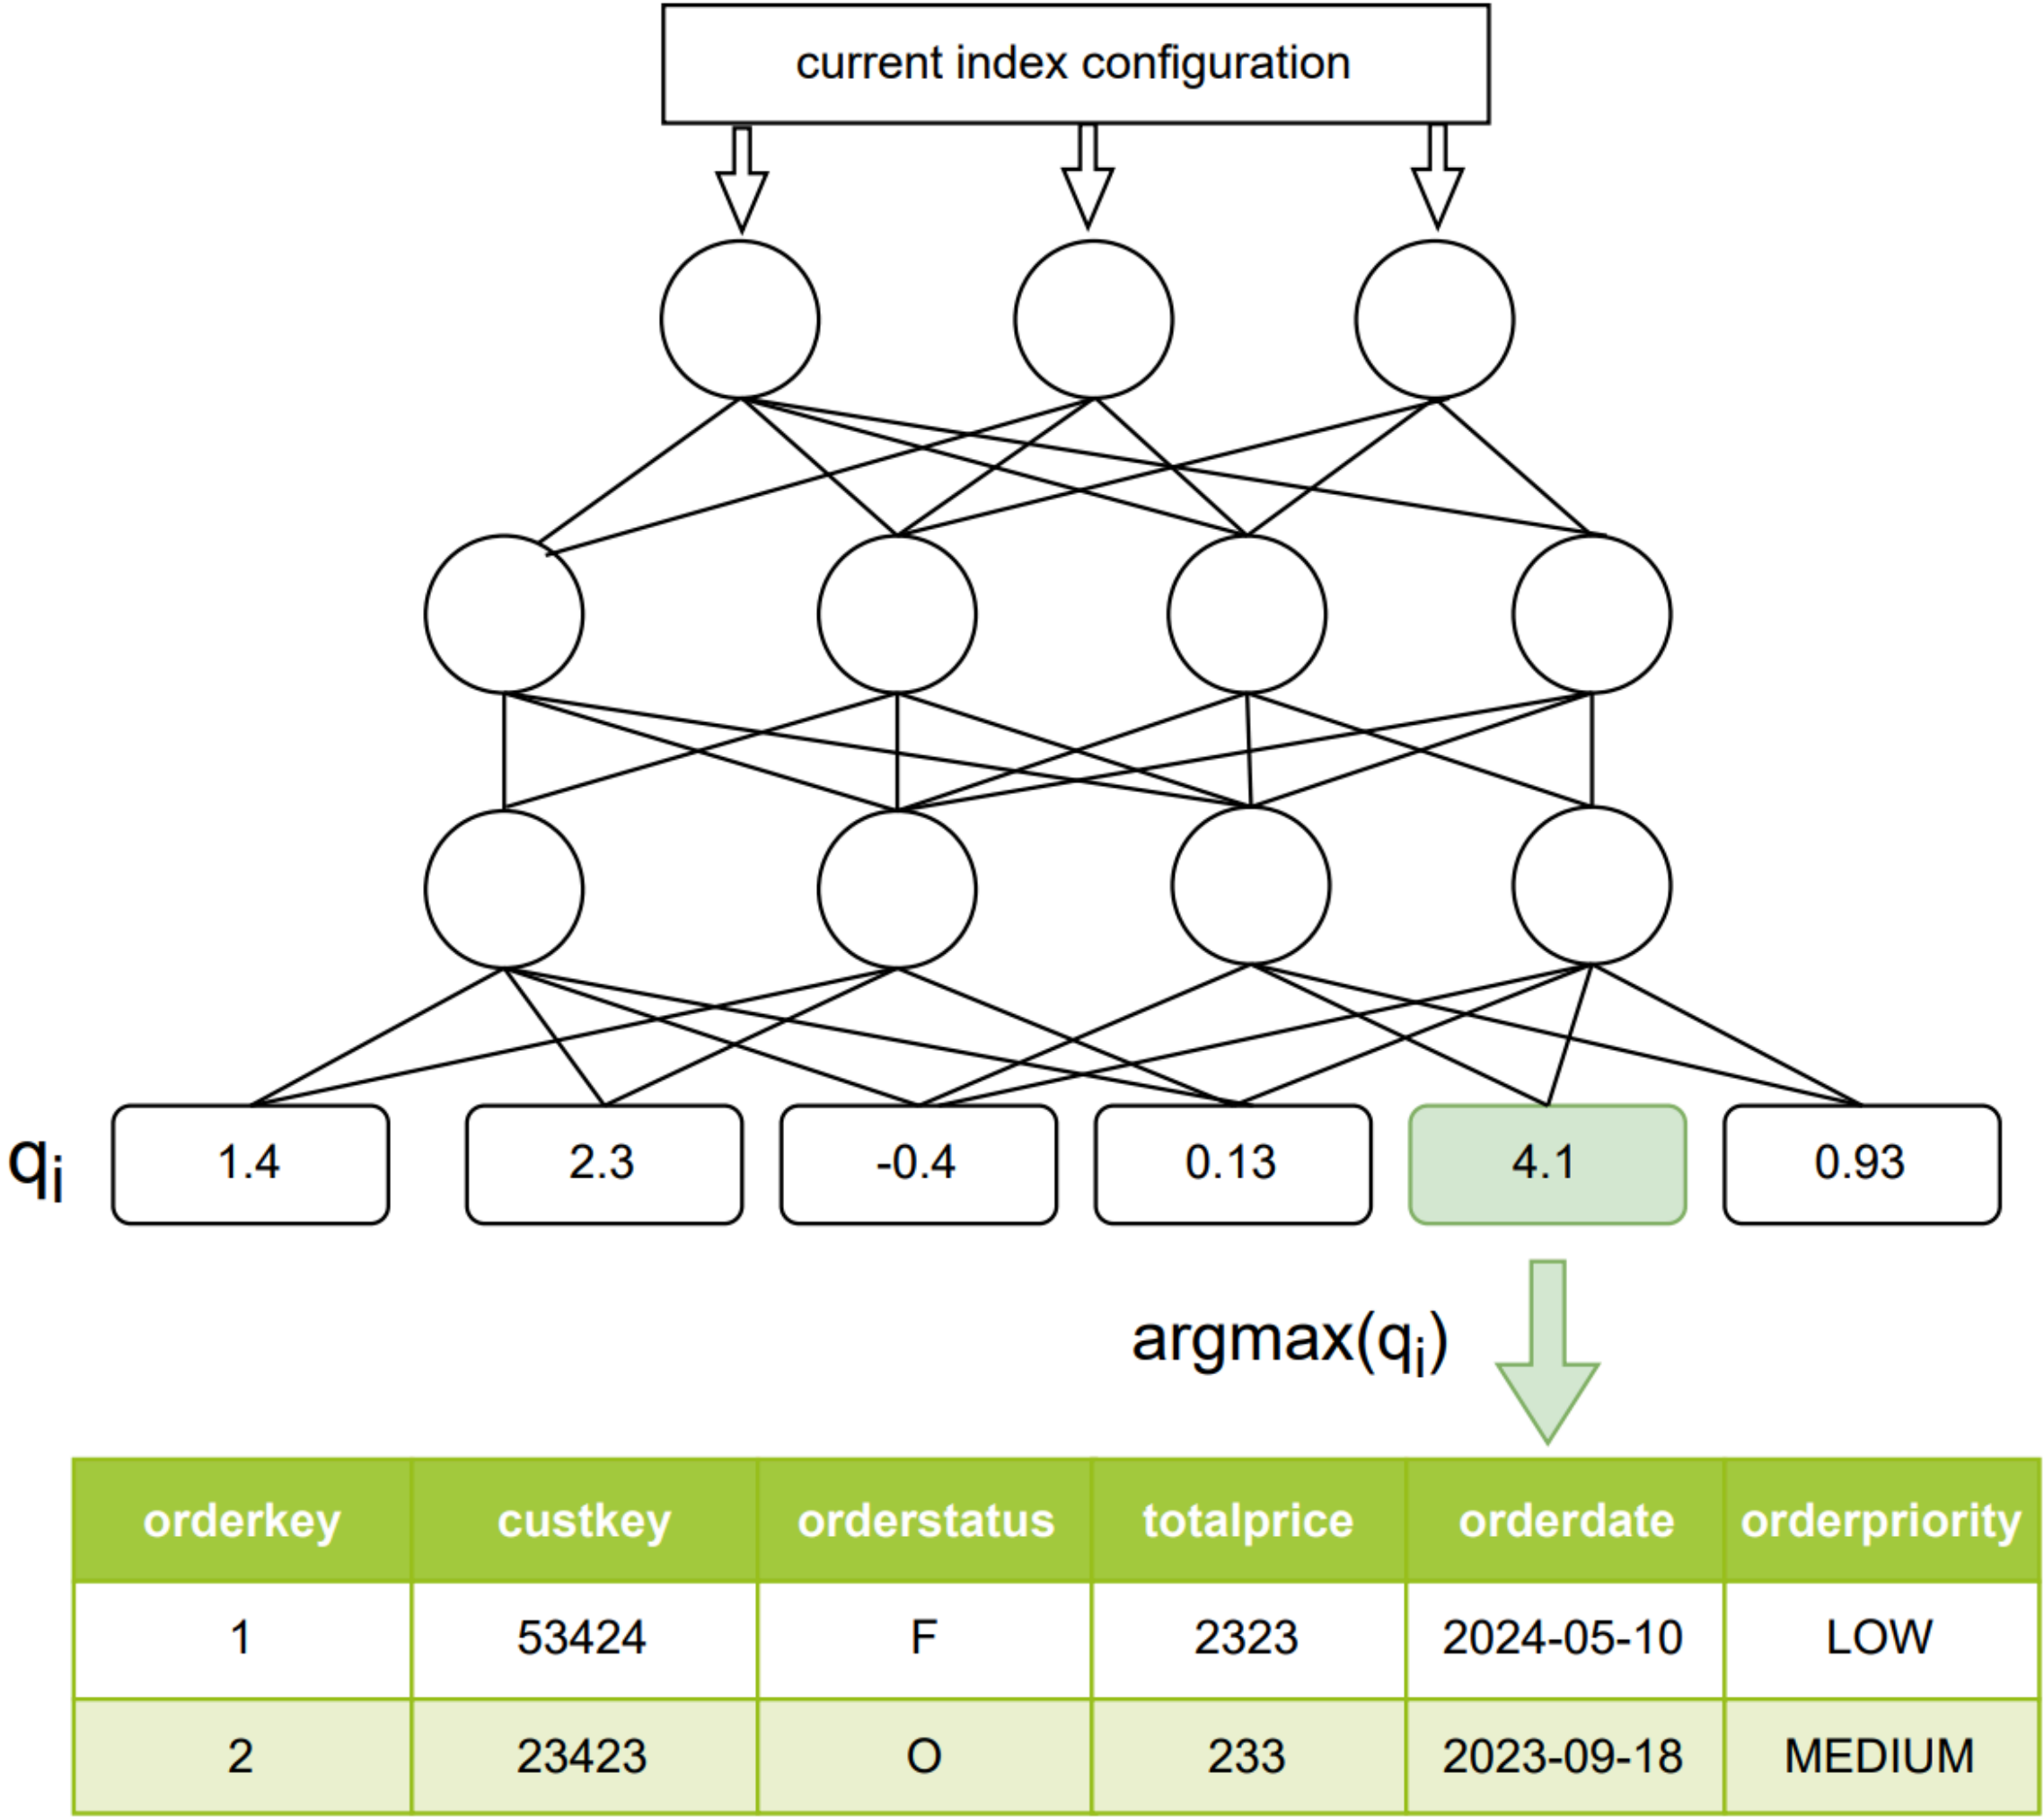 current index configuration
qi 1.4 2.3 -0.4 0.13 4.1 0.93
argmax(qi)
orderkey custkey orderstatus totalprice orderdate orderpriority
1 53424 F 2323 2024-05-10 LOW
2 23423 O 233 2023-09-18 MEDIUM